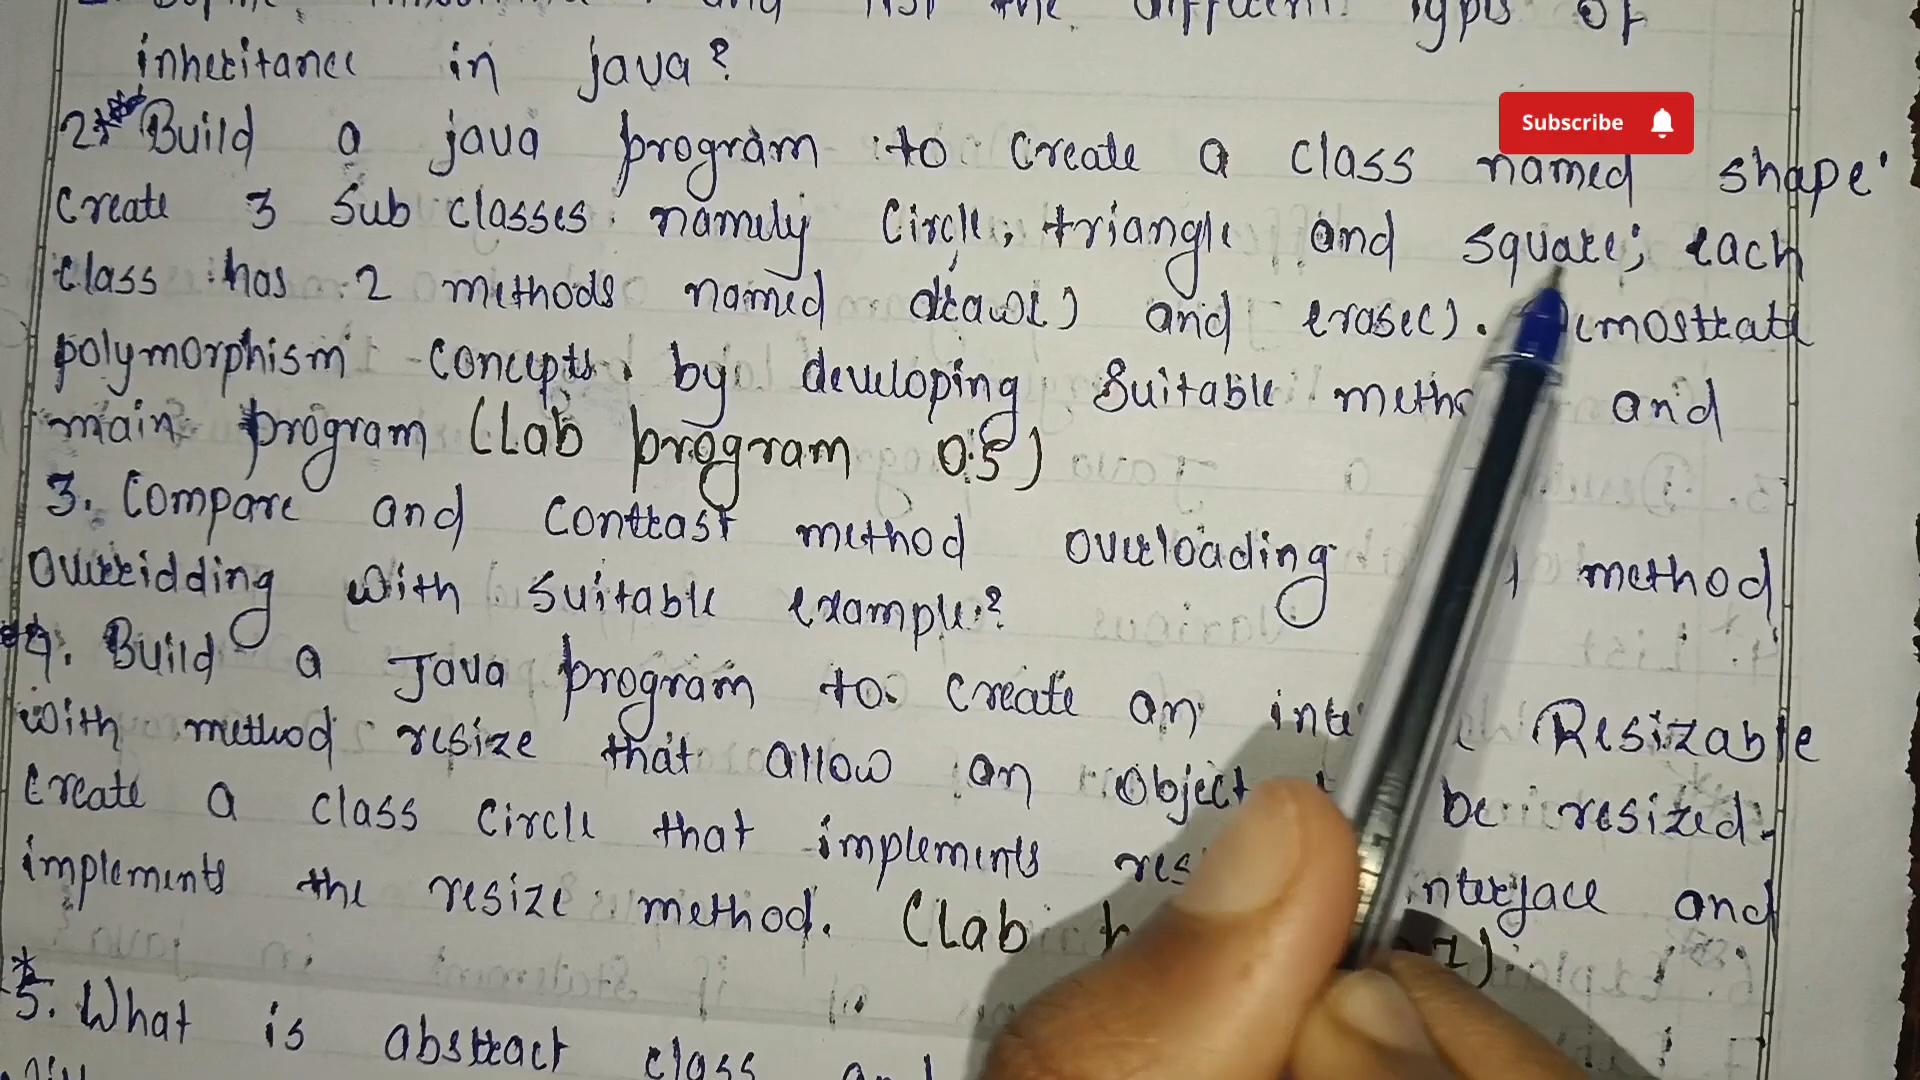 inheritance in java?
2. Build a java program to create a class named shape.
Create 3 Sub classes namely circle, triangle and square; each
class has 2 methods named draw() and erase(). Demostrate
polymorphism concepts by developing Suitable and
main program (Lab program 05)
3. Compare and contrast method overloading method
overridding with suitable example?
4. Build a Java program to create an Resizable
with method resize that allow an object be resized.
Create a class circle that implements and
implements the resize method. (Lab
5. What is abstract class
Subscribe